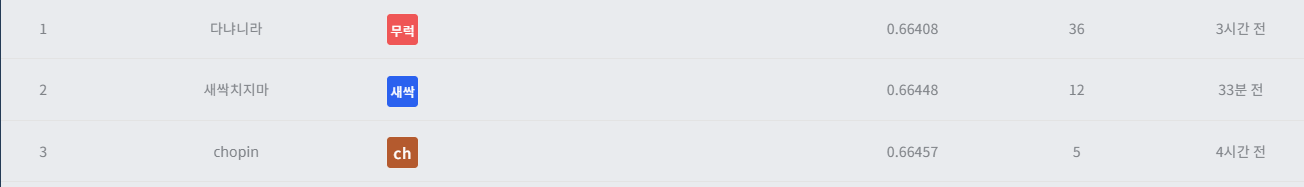 1 다냐니라 무럭 0.66408 36 3시간 전
2 새싹치지마 새싹 0.66448 12 33분 전
3 chopin ch 0.66457 5 4시간 전